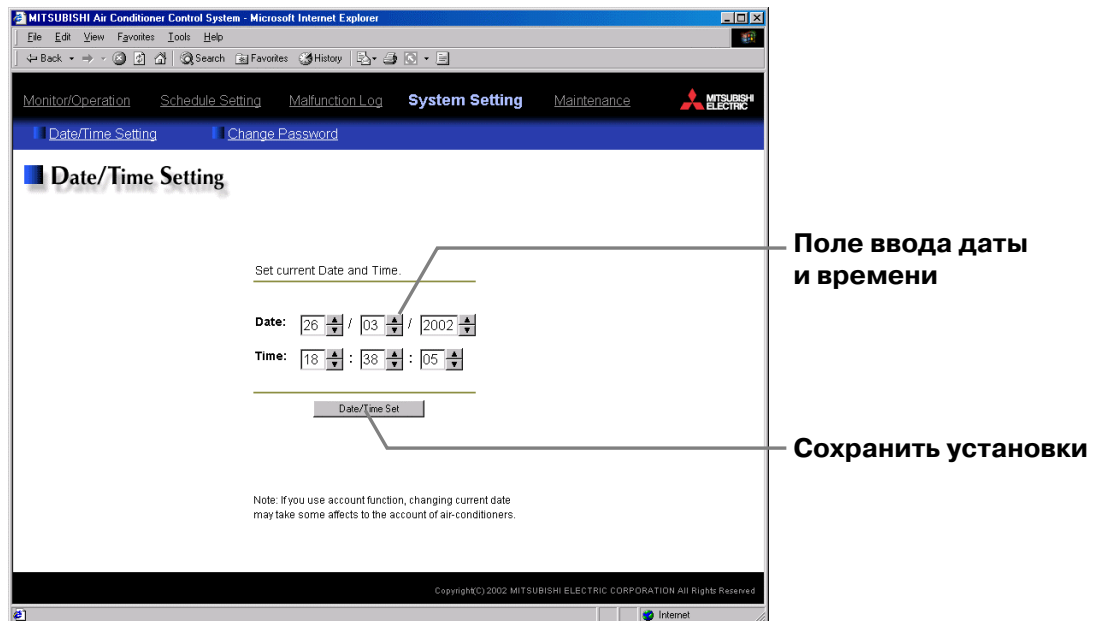 MITSUBISHI Air Conditioner Control System - Microsoft Internet Explorer
File Edit View Favorites Tools Help
Back Search Favorites History
Monitor/Operation Schedule Setting Malfunction Log System Setting Maintenance MITSUBISHI ELECTRIC
Date/Time Setting Change Password
Date/Time Setting
Поле ввода даты
и времени
Set current Date and Time.
Date: 26 / 03 / 2002
Time: 18 : 38 : 05
Date/Time Set
Сохранить установки
Note: If you use account function, changing current date
may take some affects to the account of air-conditioners.
Copyright(C) 2002 MITSUBISHI ELECTRIC CORPORATION All Rights Reserved
Internet